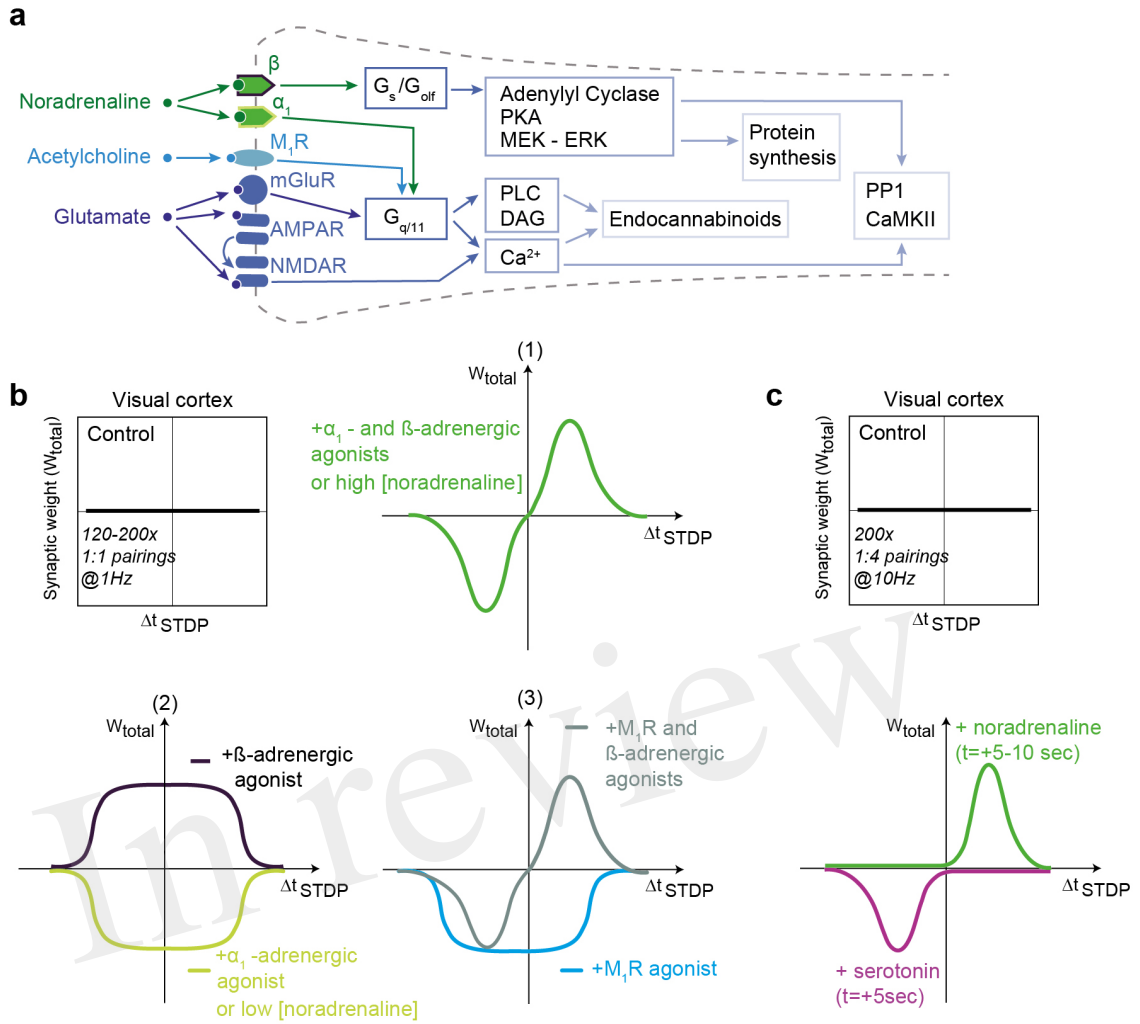 a
β
Noradrenaline
α₁
Gₛ/Gₒₗf
Adenylyl Cyclase
PKA
MEK - ERK
Protein
synthesis
Acetylcholine
M₁R
mGluR
Glutamate
AMPAR
NMDAR
Gq/11
PLC
DAG
Ca²⁺
Endocannabinoids
PP1
CaMKII
b
Visual cortex
Synaptic weight (Wtotal)
Control
120-200x
1:1 pairings
@1Hz
Δt STDP
(1)
Wtotal
+α₁ - and ß-adrenergic
agonists
or high [noradrenaline]
Δt STDP
c
Visual cortex
Synaptic weight (Wtotal)
Control
200x
1:4 pairings
@10Hz
Δt STDP
(2)
Wtotal
+ß-adrenergic
agonist
Δt STDP
+α₁ -adrenergic
agonist
or low [noradrenaline]
(3)
Wtotal
+M₁R and
ß-adrenergic
agonists
Δt STDP
+M₁R agonist
Wtotal
+ noradrenaline
(t=+5-10 sec)
Δt STDP
+ serotonin
(t=+5sec)
In review